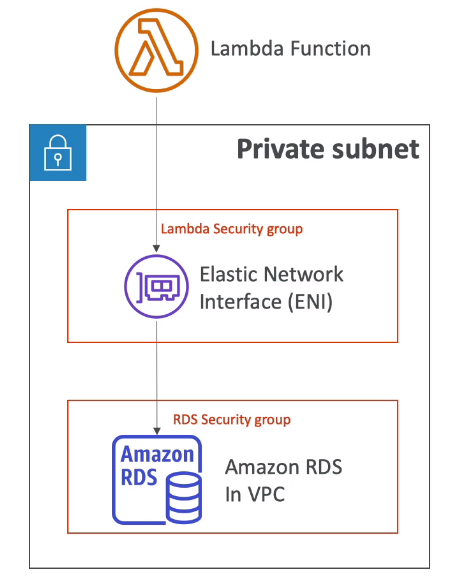 Lambda Function
Private subnet
Lambda Security group
Elastic Network
Interface (ENI)
RDS Security group
Amazon
RDS
Amazon RDS
In VPC